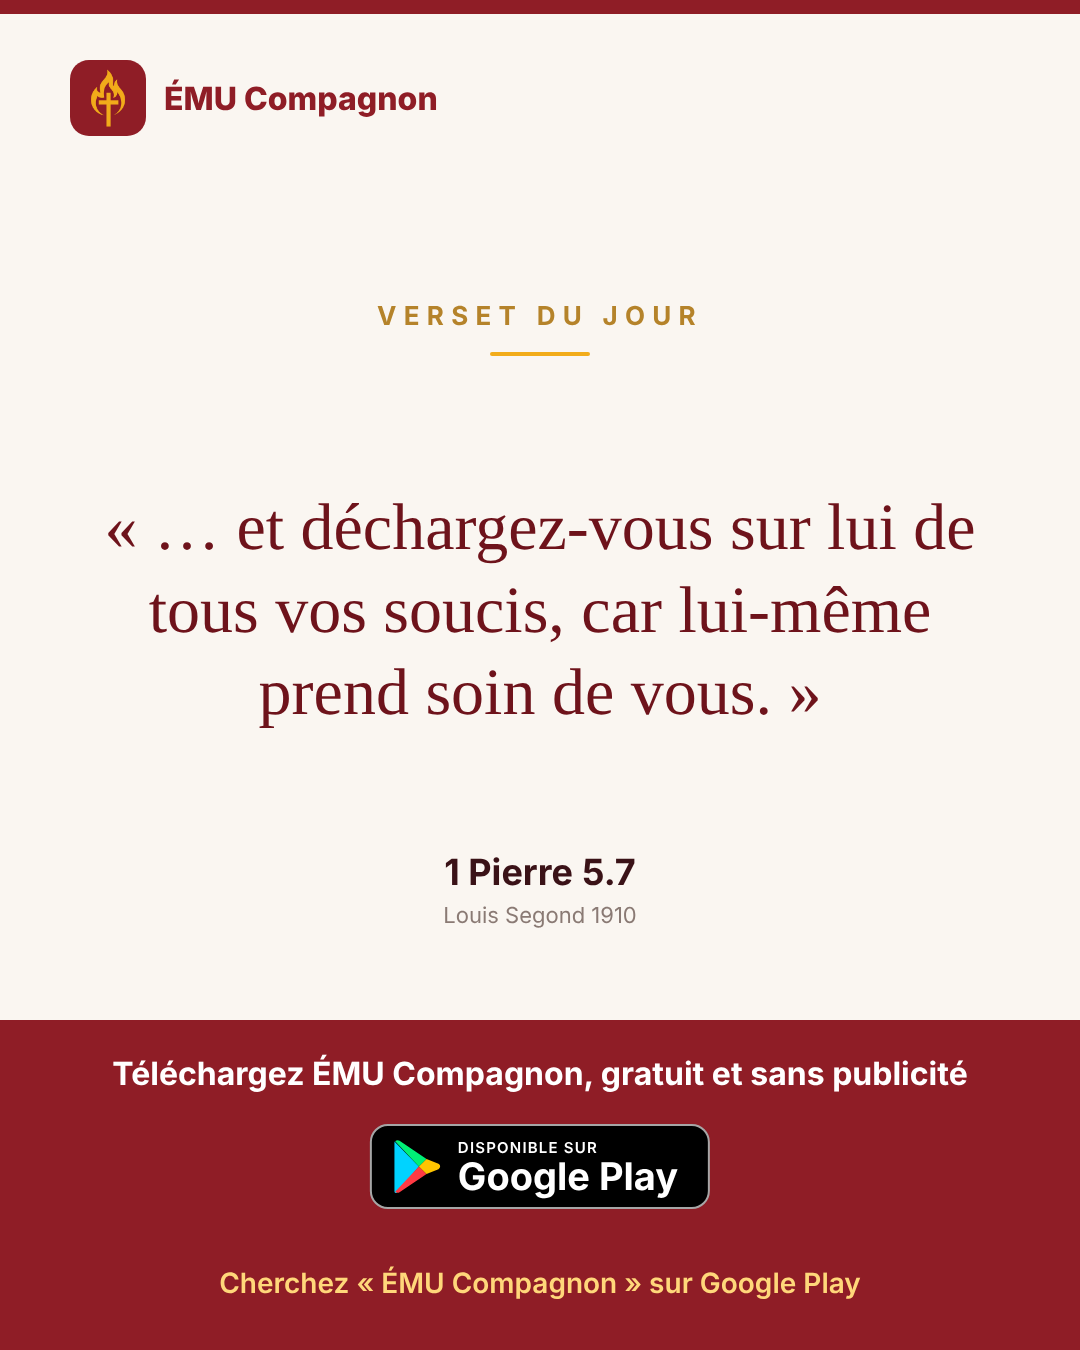 ÉMU Compagnon
VERSET DU JOUR
« … et déchargez-vous sur lui de
tous vos soucis, car lui-même
prend soin de vous. »
1 Pierre 5.7
Louis Segond 1910
Téléchargez ÉMU Compagnon, gratuit et sans publicité
DISPONIBLE SUR
Google Play
Cherchez « ÉMU Compagnon » sur Google Play